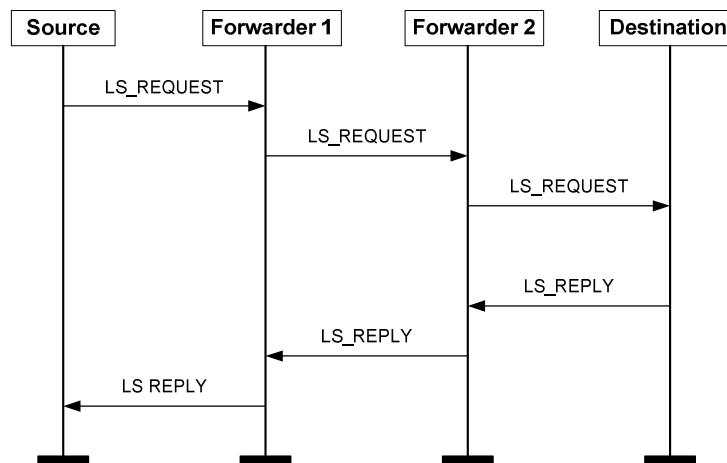 Source
Forwarder 1
Forwarder 2
Destination
LS_REQUEST
LS_REQUEST
LS_REQUEST
LS_REPLY
LS_REPLY
LS REPLY